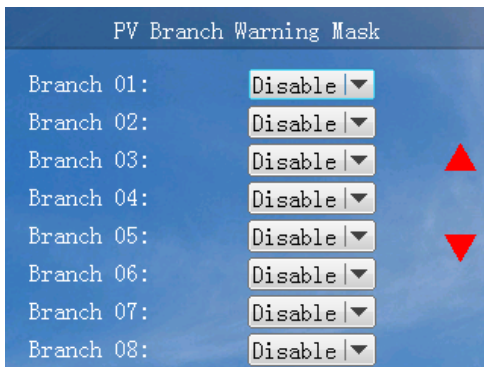 PV Branch Warning Mask
Branch 01: Disable
Branch 02: Disable
Branch 03: Disable
Branch 04: Disable
Branch 05: Disable
Branch 06: Disable
Branch 07: Disable
Branch 08: Disable